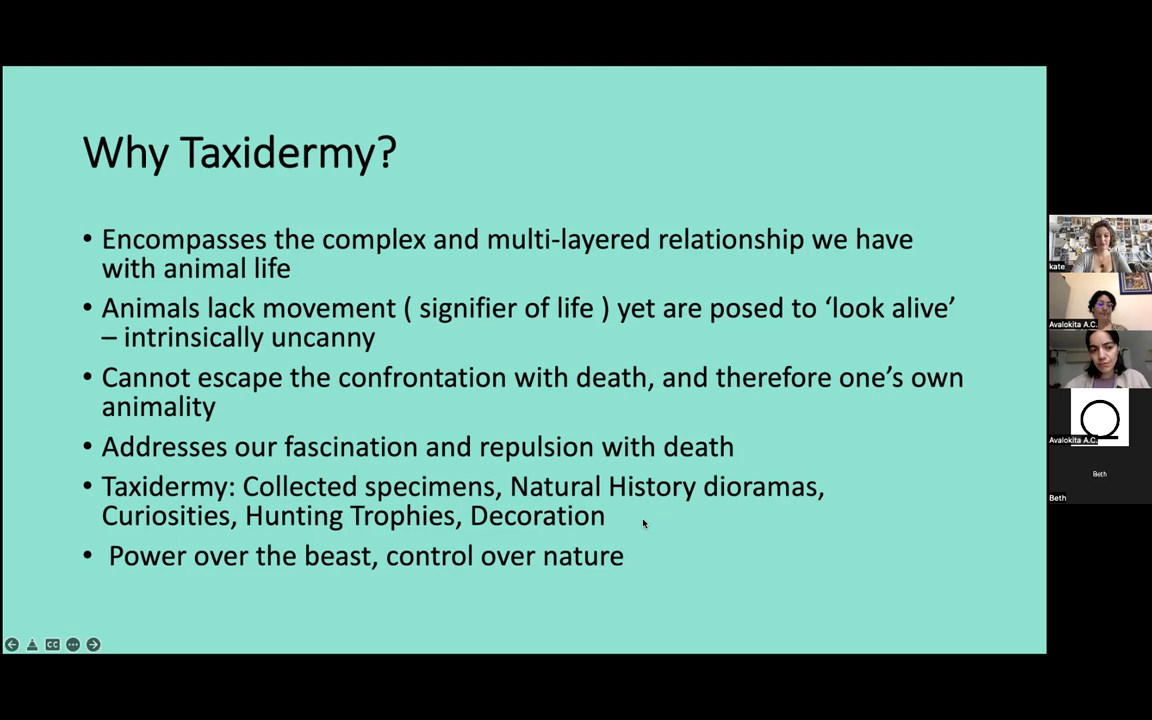 Why Taxidermy?
• Encompasses the complex and multi-layered relationship we have
with animal life
• Animals lack movement ( signifier of life ) yet are posed to ‘look alive’
– intrinsically uncanny
• Cannot escape the confrontation with death, and therefore one’s own
animality
• Addresses our fascination and repulsion with death
• Taxidermy: Collected specimens, Natural History dioramas,
Curiosities, Hunting Trophies, Decoration
• Power over the beast, control over nature
CC
kate
Avalokita A.C.
Avalokita A.C.
Beth
Beth